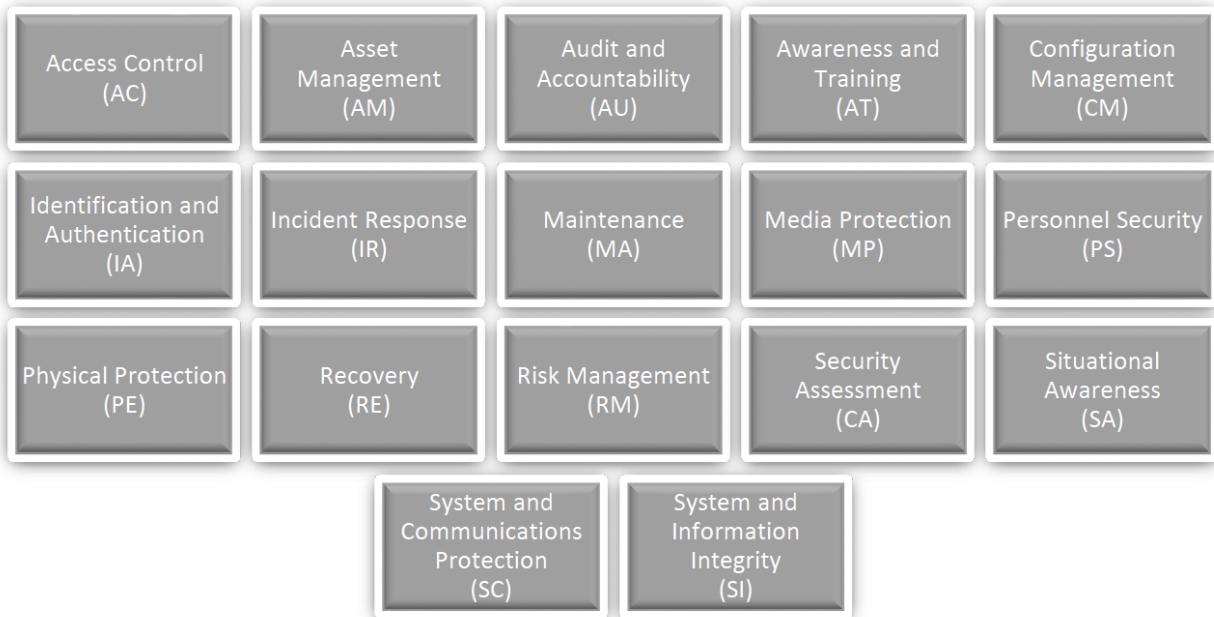 Access Control
(AC)
Asset
Management
(AM)
Audit and
Accountability
(AU)
Awareness and
Training
(AT)
Configuration
Management
(CM)
Identification and
Authentication
(IA)
Incident Response
(IR)
Maintenance
(MA)
Media Protection
(MP)
Personnel Security
(PS)
Physical Protection
(PE)
Recovery
(RE)
Risk Management
(RM)
Security
Assessment
(CA)
Situational
Awareness
(SA)
System and
Communications
Protection
(SC)
System and
Information
Integrity
(SI)